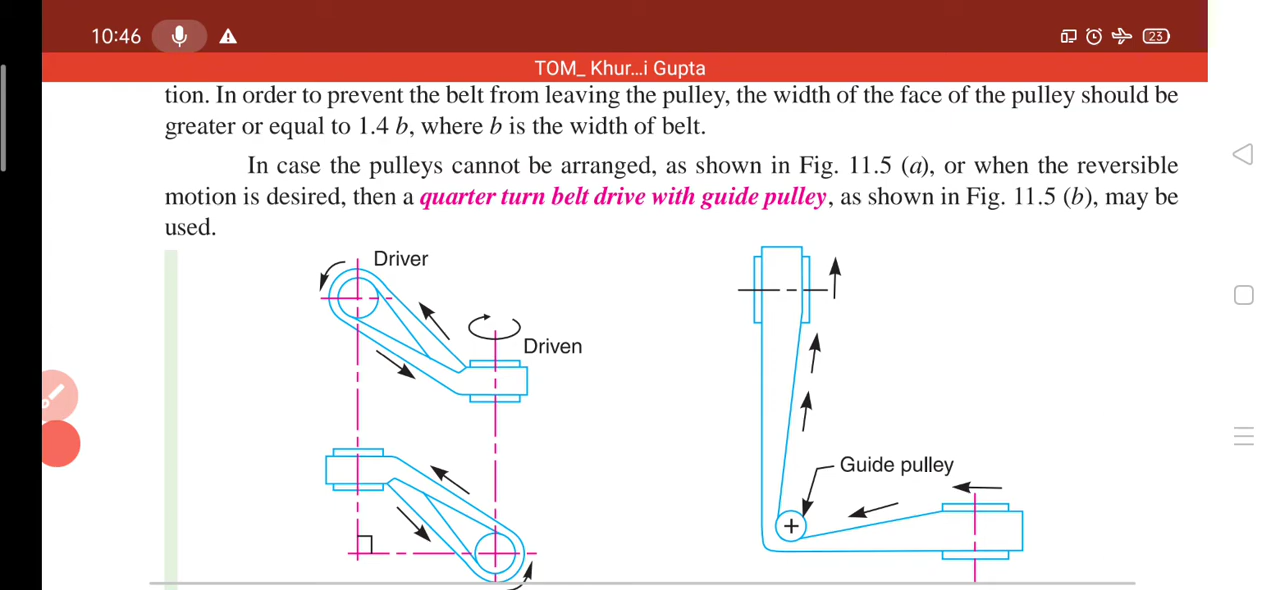 10:46
23
TOM_ Khur...i Gupta
tion. In order to prevent the belt from leaving the pulley, the width of the face of the pulley should be
greater or equal to 1.4 b, where b is the width of belt.
In case the pulleys cannot be arranged, as shown in Fig. 11.5 (a), or when the reversible
motion is desired, then a quarter turn belt drive with guide pulley, as shown in Fig. 11.5 (b), may be
used.
Driver
Driven
Guide pulley